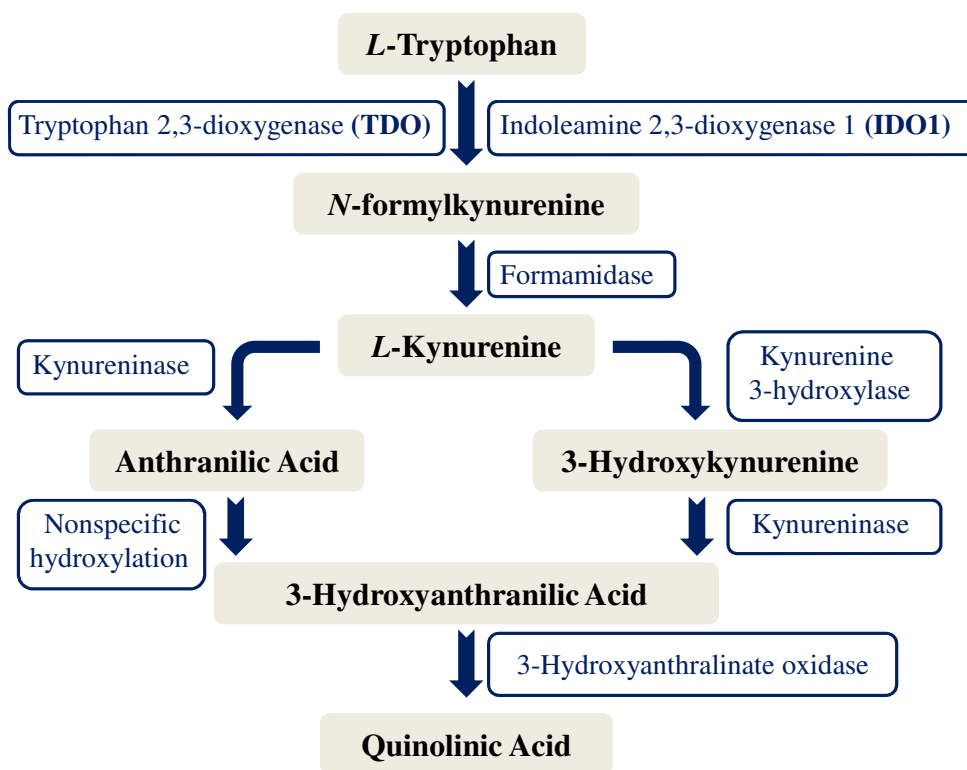 L-Tryptophan
Tryptophan 2,3-dioxygenase (TDO)
Indoleamine 2,3-dioxygenase 1 (IDO1)
N-formylkynurenine
Formamidase
L-Kynurenine
Kynureninase
Kynurenine
3-hydroxylase
Anthranilic Acid
3-Hydroxykynurenine
Nonspecific
hydroxylation
Kynureninase
3-Hydroxyanthranilic Acid
3-Hydroxyanthralinate oxidase
Quinolinic Acid